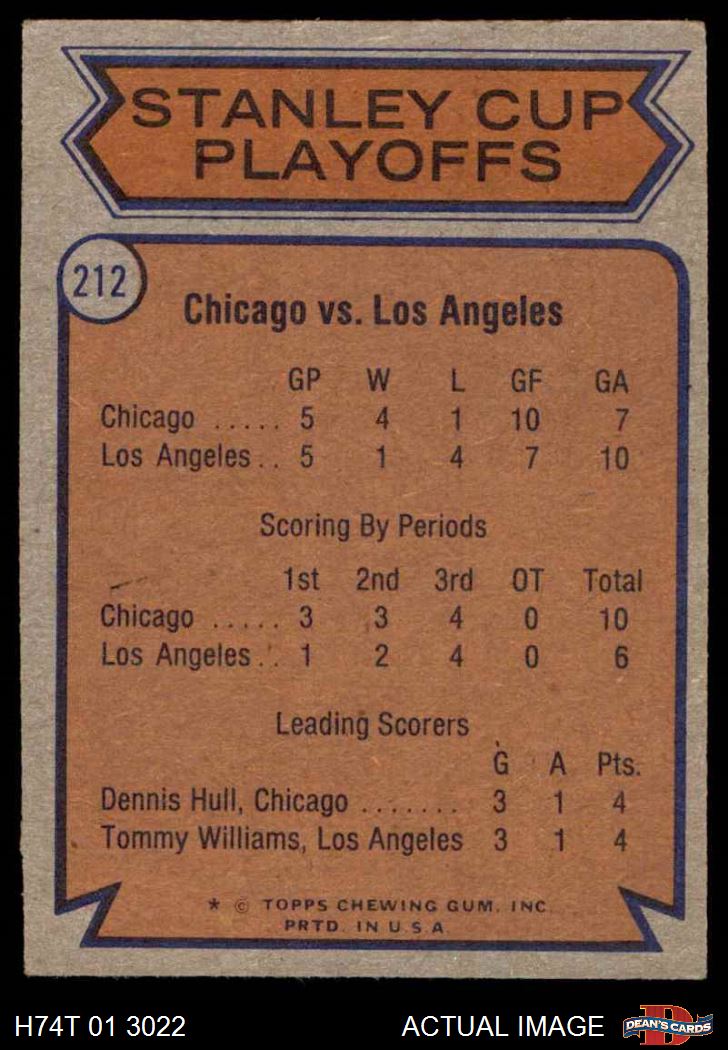 STANLEY CUP
PLAYOFFS
212
Chicago vs. Los Angeles
GP W L GF GA
Chicago ..... 5 4 1 10 7
Los Angeles.. 5 1 4 7 10
Scoring By Periods
1st 2nd 3rd OT Total
Chicago ..... 3 3 4 0 10
Los Angeles.. 1 2 4 0 6
Leading Scorers
G A Pts.
Dennis Hull, Chicago ....... 3 1 4
Tommy Williams, Los Angeles 3 1 4
* © TOPPS CHEWING GUM, INC.
PRTD. IN U.S.A.
H74T 01 3022 ACTUAL IMAGE D DEAN'S CARDS